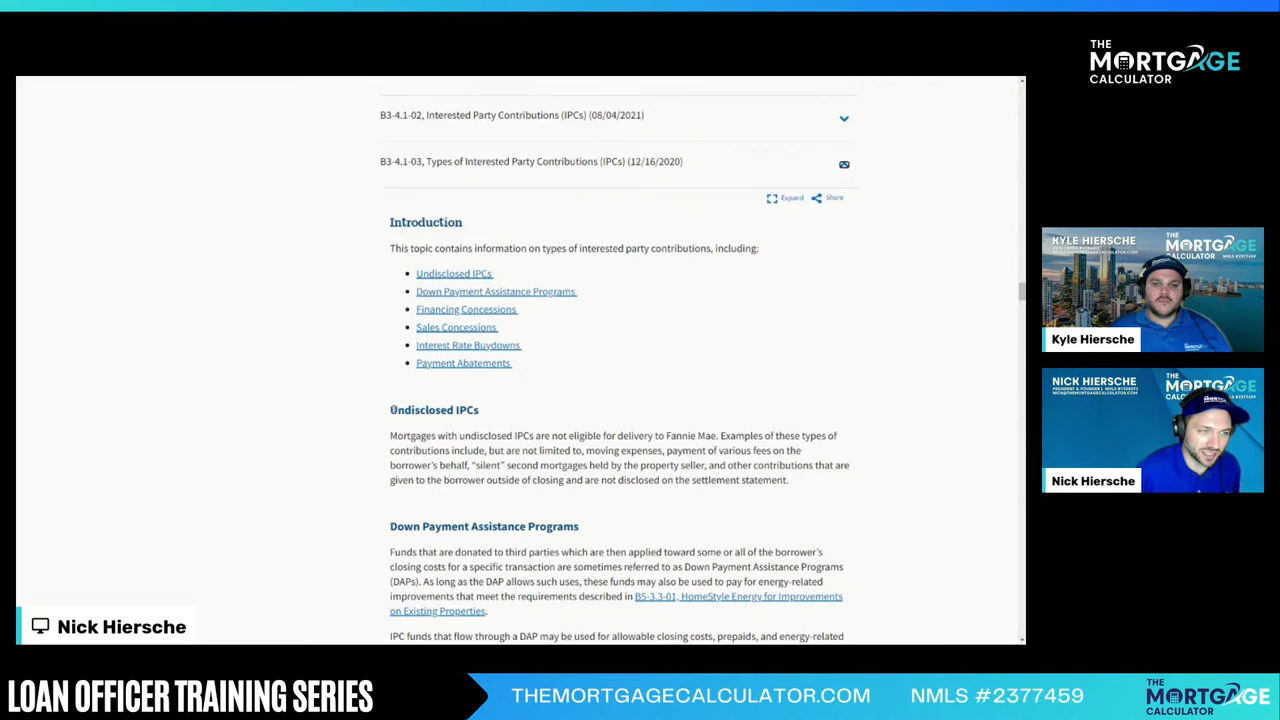 THE
MORTGAGE
CALCULATOR
B3-4.1-02, Interested Party Contributions (IPCs) (08/04/2021)
B3-4.1-03, Types of Interested Party Contributions (IPCs) (12/16/2020)
Expand Share
Introduction
This topic contains information on types of interested party contributions, including:
• Undisclosed IPCs
• Down Payment Assistance Programs
• Financing Concessions
• Sales Concessions
• Interest Rate Buydowns
• Payment Abatements
Undisclosed IPCs
Mortgages with undisclosed IPCs are not eligible for delivery to Fannie Mae. Examples of these types of
contributions include, but are not limited to, moving expenses, payment of various fees on the
borrower's behalf, “silent” second mortgages held by the property seller, and other contributions that are
given to the borrower outside of closing and are not disclosed on the settlement statement.
Down Payment Assistance Programs
Funds that are donated to third parties which are then applied toward some or all of the borrower's
closing costs for a specific transaction are sometimes referred to as Down Payment Assistance Programs
(DAPs). As long as the DAP allows such uses, these funds may also be used to pay for energy-related
improvements that meet the requirements described in B5-3.3-01, HomeStyle Energy for Improvements
on Existing Properties.
IPC funds that flow through a DAP may be used for allowable closing costs, prepaids, and energy-related
KYLE HIERSCHE
THE
MORTGAGE
NMLS #2377459
Kyle Hiersche
NICK HIERSCHE
PRESIDENT & FOUNDER
THE
MORTGAGE
NMLS #2377459
Nick Hiersche
Nick Hiersche
LOAN OFFICER TRAINING SERIES
THEMORTGAGECALCULATOR.COM NMLS #2377459
THE
MORTGAGE
CALCULATOR